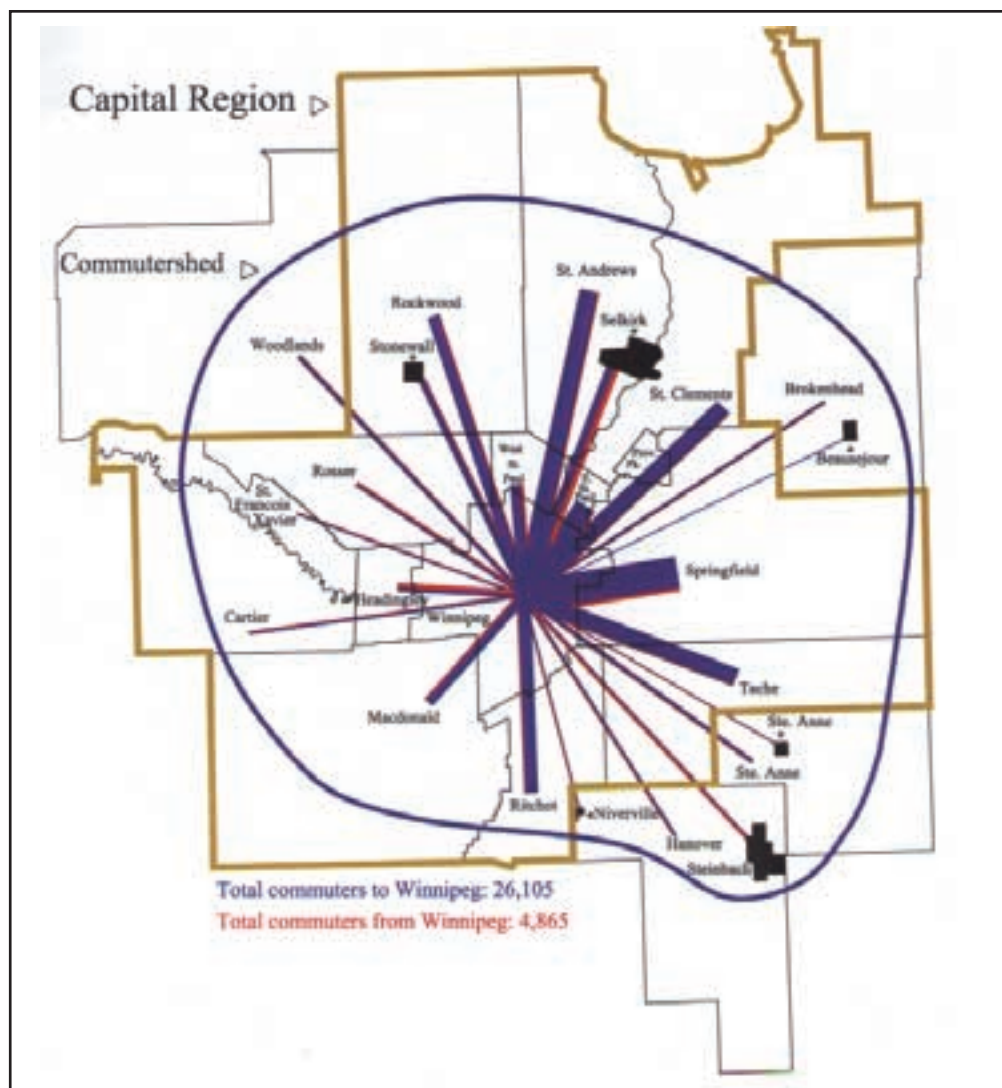 Capital Region
Commutershed
St. Andrews
Rockwood
Selkirk
Stonewall
Woodlands
St. Clements
Brokenhead
Beausejour
West
St.
Paul
Rosser
St.
Francois
Xavier
Springfield
Headingley
Winnipeg
Cartier
Tache
Macdonald
Ste. Anne
Ste. Anne
Ritchot
Niverville
Hanover
Steinbach
Total commuters to Winnipeg: 26,105
Total commuters from Winnipeg: 4,865